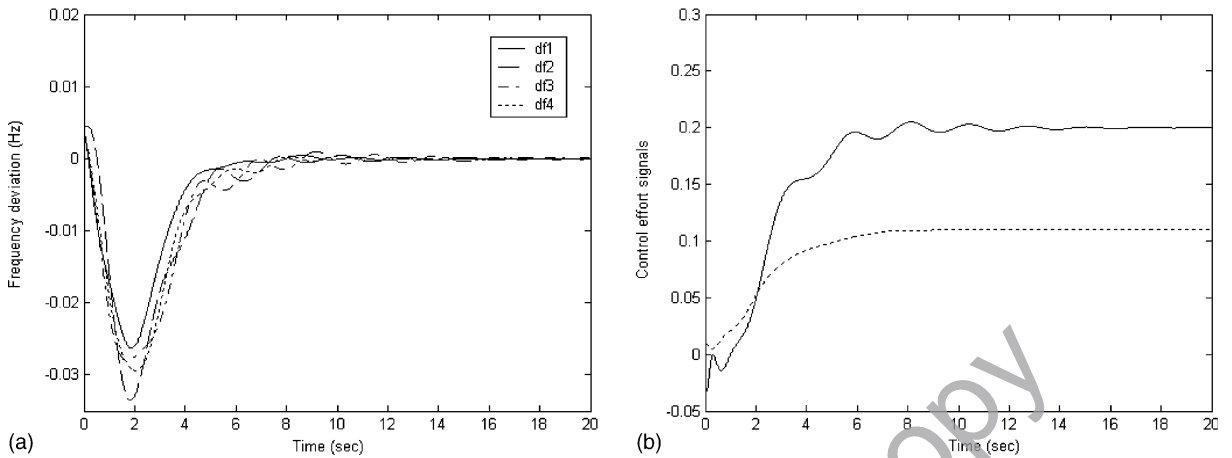 0.02
0.01
0
-0.01
-0.02
-0.03
Frequency deviation (Hz)
df1
df2
df3
df4
0 2 4 6 8 10 12 14 16 18 20
Time (sec)
(a)
0.3
0.25
0.2
0.15
0.1
0.05
0
-0.05
Control effort signals
0 2 4 6 8 10 12 14 16 18 20
Time (sec)
(b)
opy